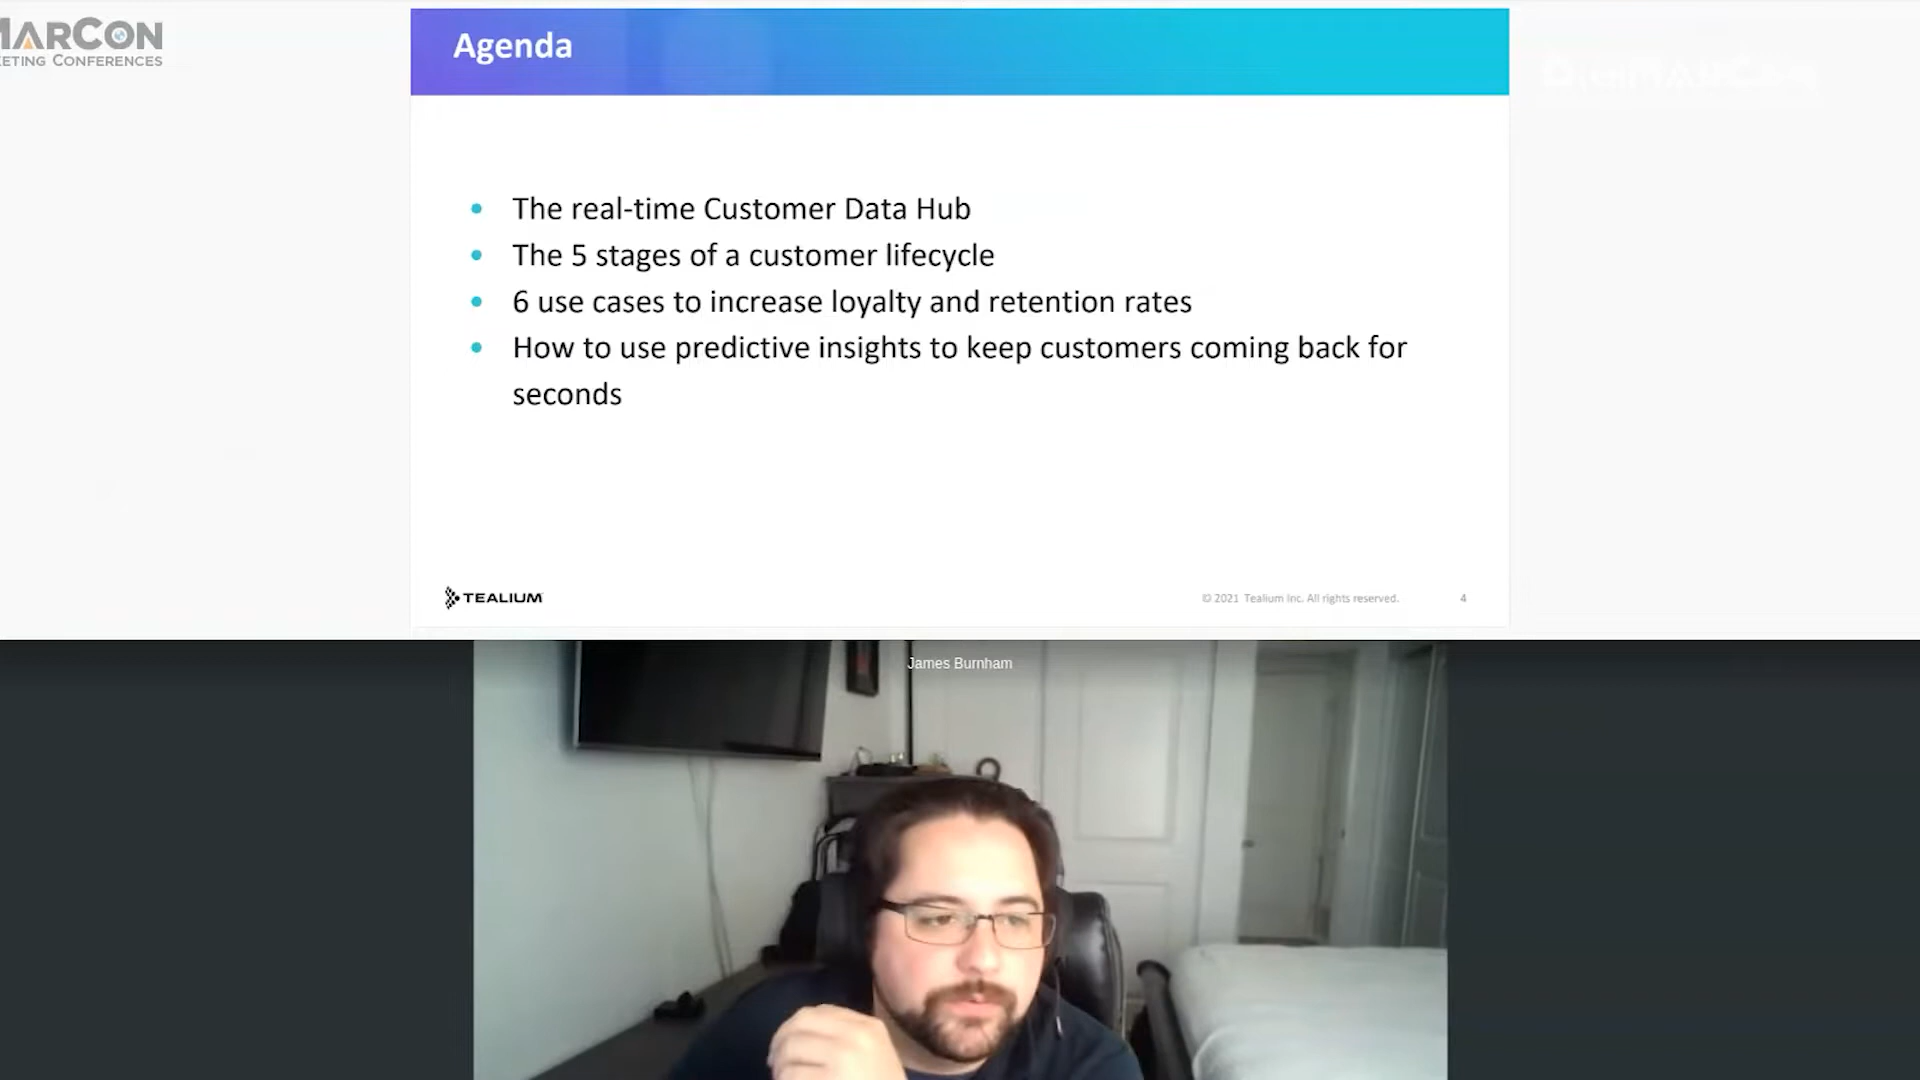 MARCON
ETING CONFERENCES
Agenda
• The real-time Customer Data Hub
• The 5 stages of a customer lifecycle
• 6 use cases to increase loyalty and retention rates
• How to use predictive insights to keep customers coming back for
seconds
TEALIUM
© 2021 Tealium Inc. All rights reserved.
4
James Burnham